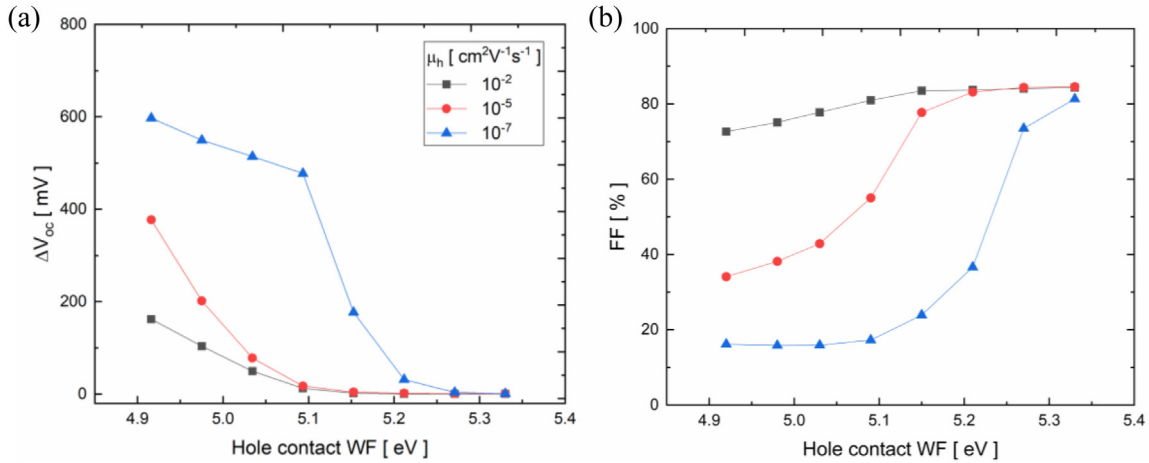 (a)
800
600
400
200
0
ΔV_oc [ mV]
4.9 5.0 5.1 5.2 5.3 5.4
Hole contact WF [ eV]
μ_h [ cm²V⁻¹s⁻¹]
10⁻²
10⁻⁵
10⁻⁷
(b)
100
80
60
40
20
0
FF [ %]
4.9 5.0 5.1 5.2 5.3 5.4
Hole contact WF [ eV]